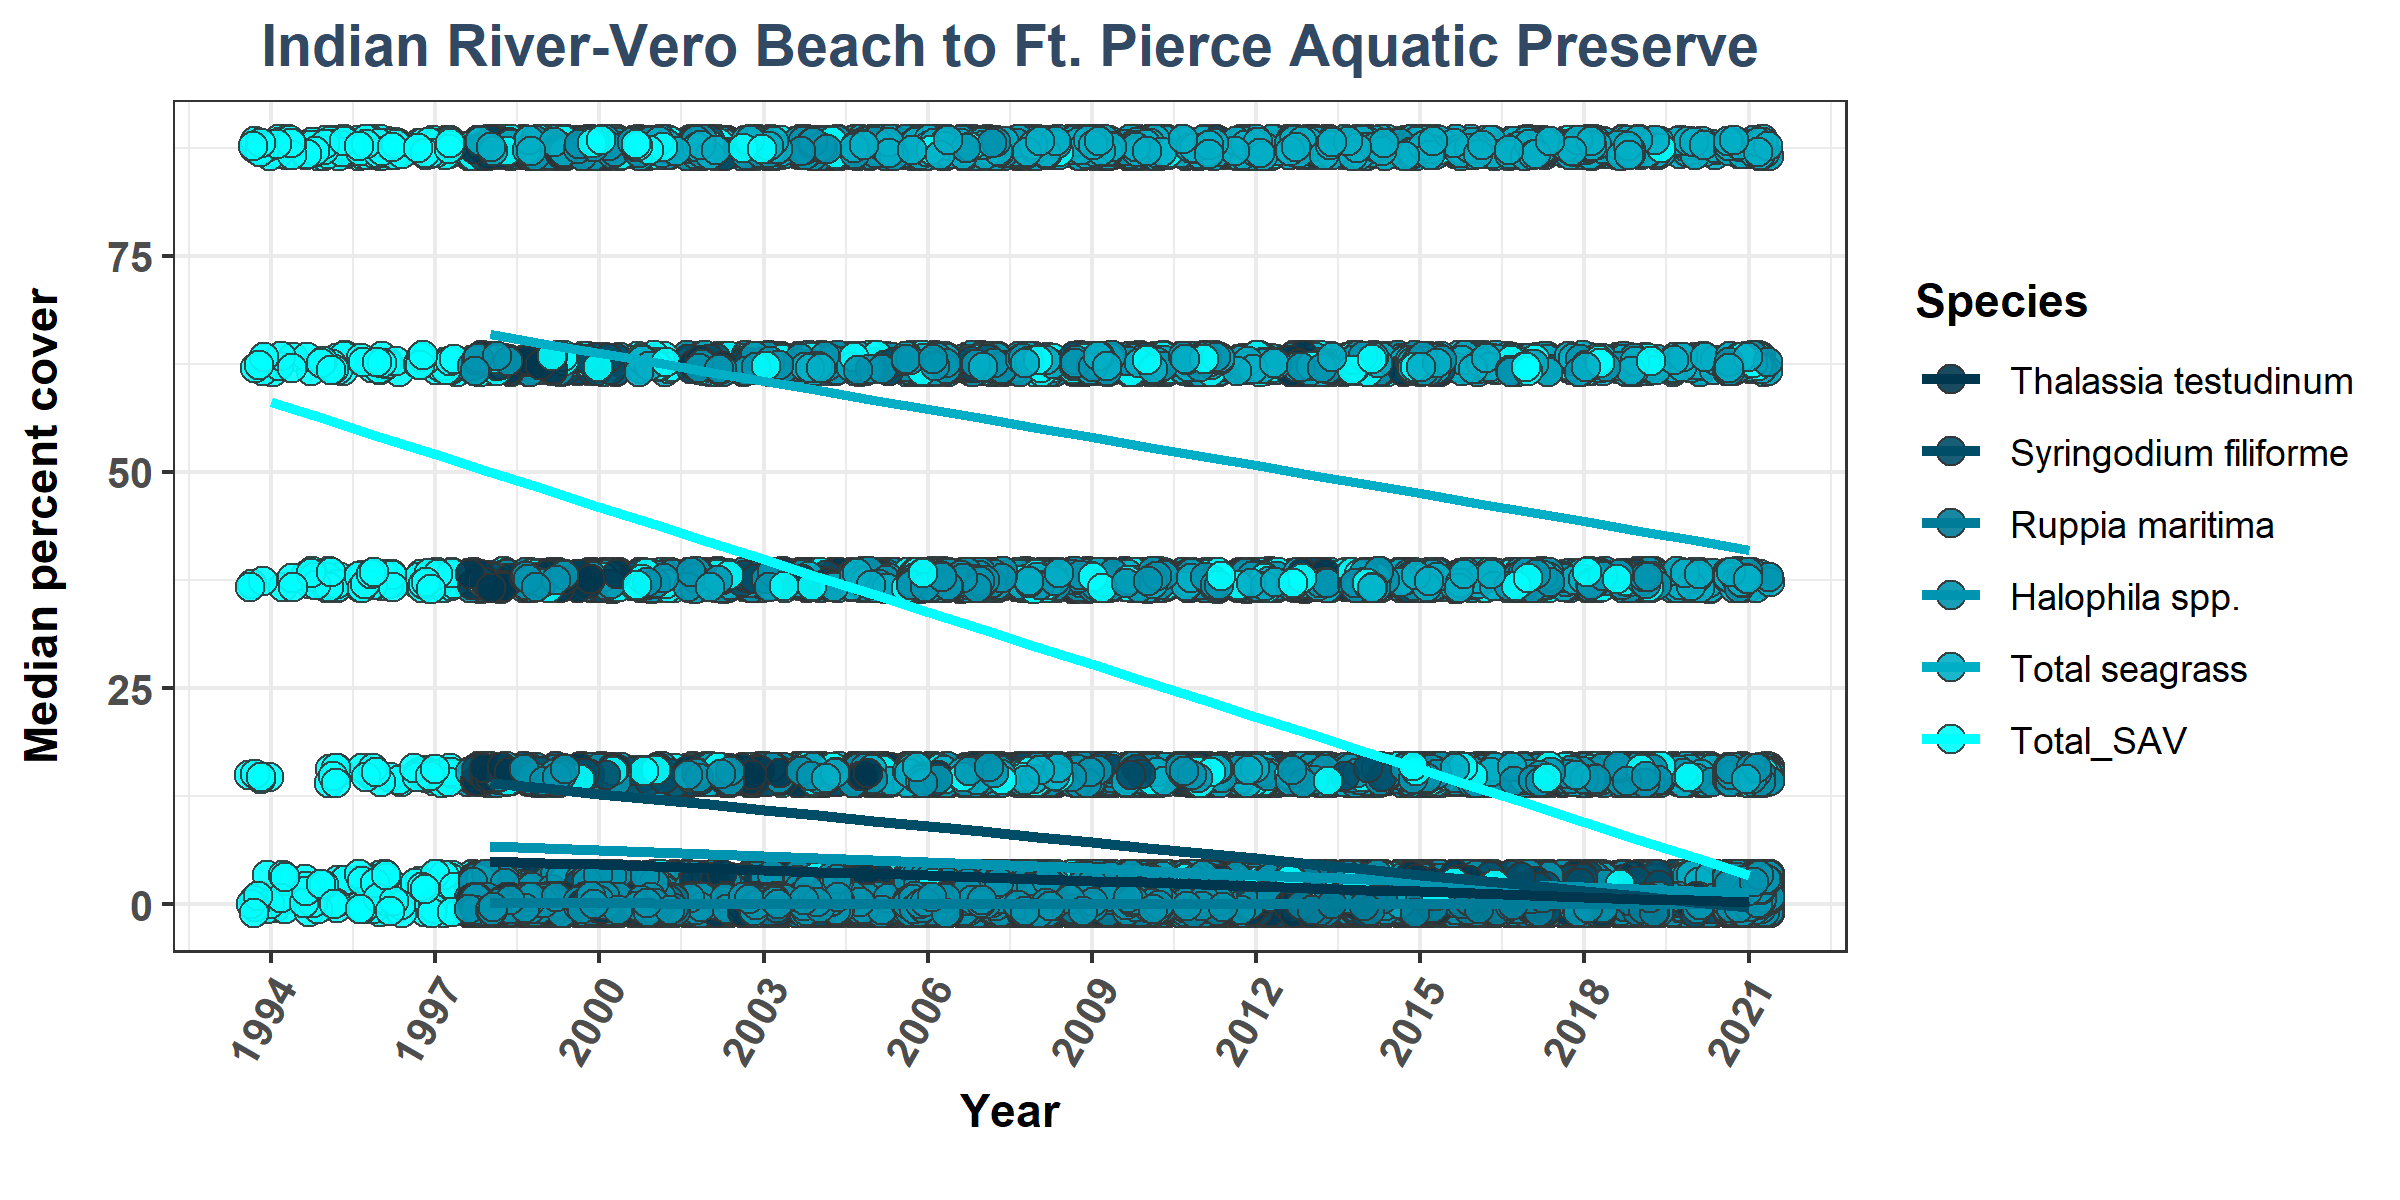 Indian River-Vero Beach to Ft. Pierce Aquatic Preserve
Median percent cover
75
50
25
0
1994
1997
2000
2003
2006
2009
2012
2015
2018
2021
Year
Species
Thalassia testudinum
Syringodium filiforme
Ruppia maritima
Halophila spp.
Total seagrass
Total_SAV